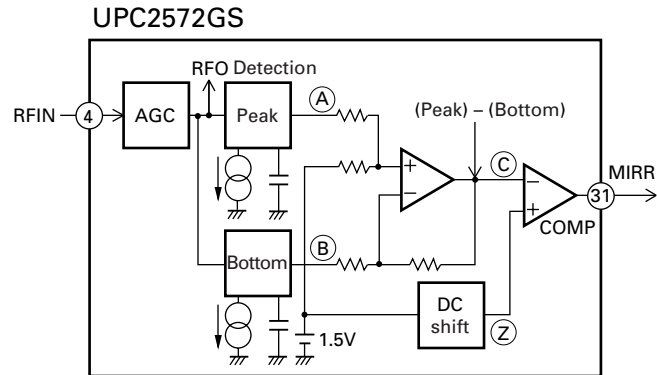 UPC2572GS
RFO Detection
RFIN
4
AGC
Peak
A
(Peak) – (Bottom)
+
−
C
−
+
COMP
31
MIRR
Bottom
B
DC
shift
Z
1.5V